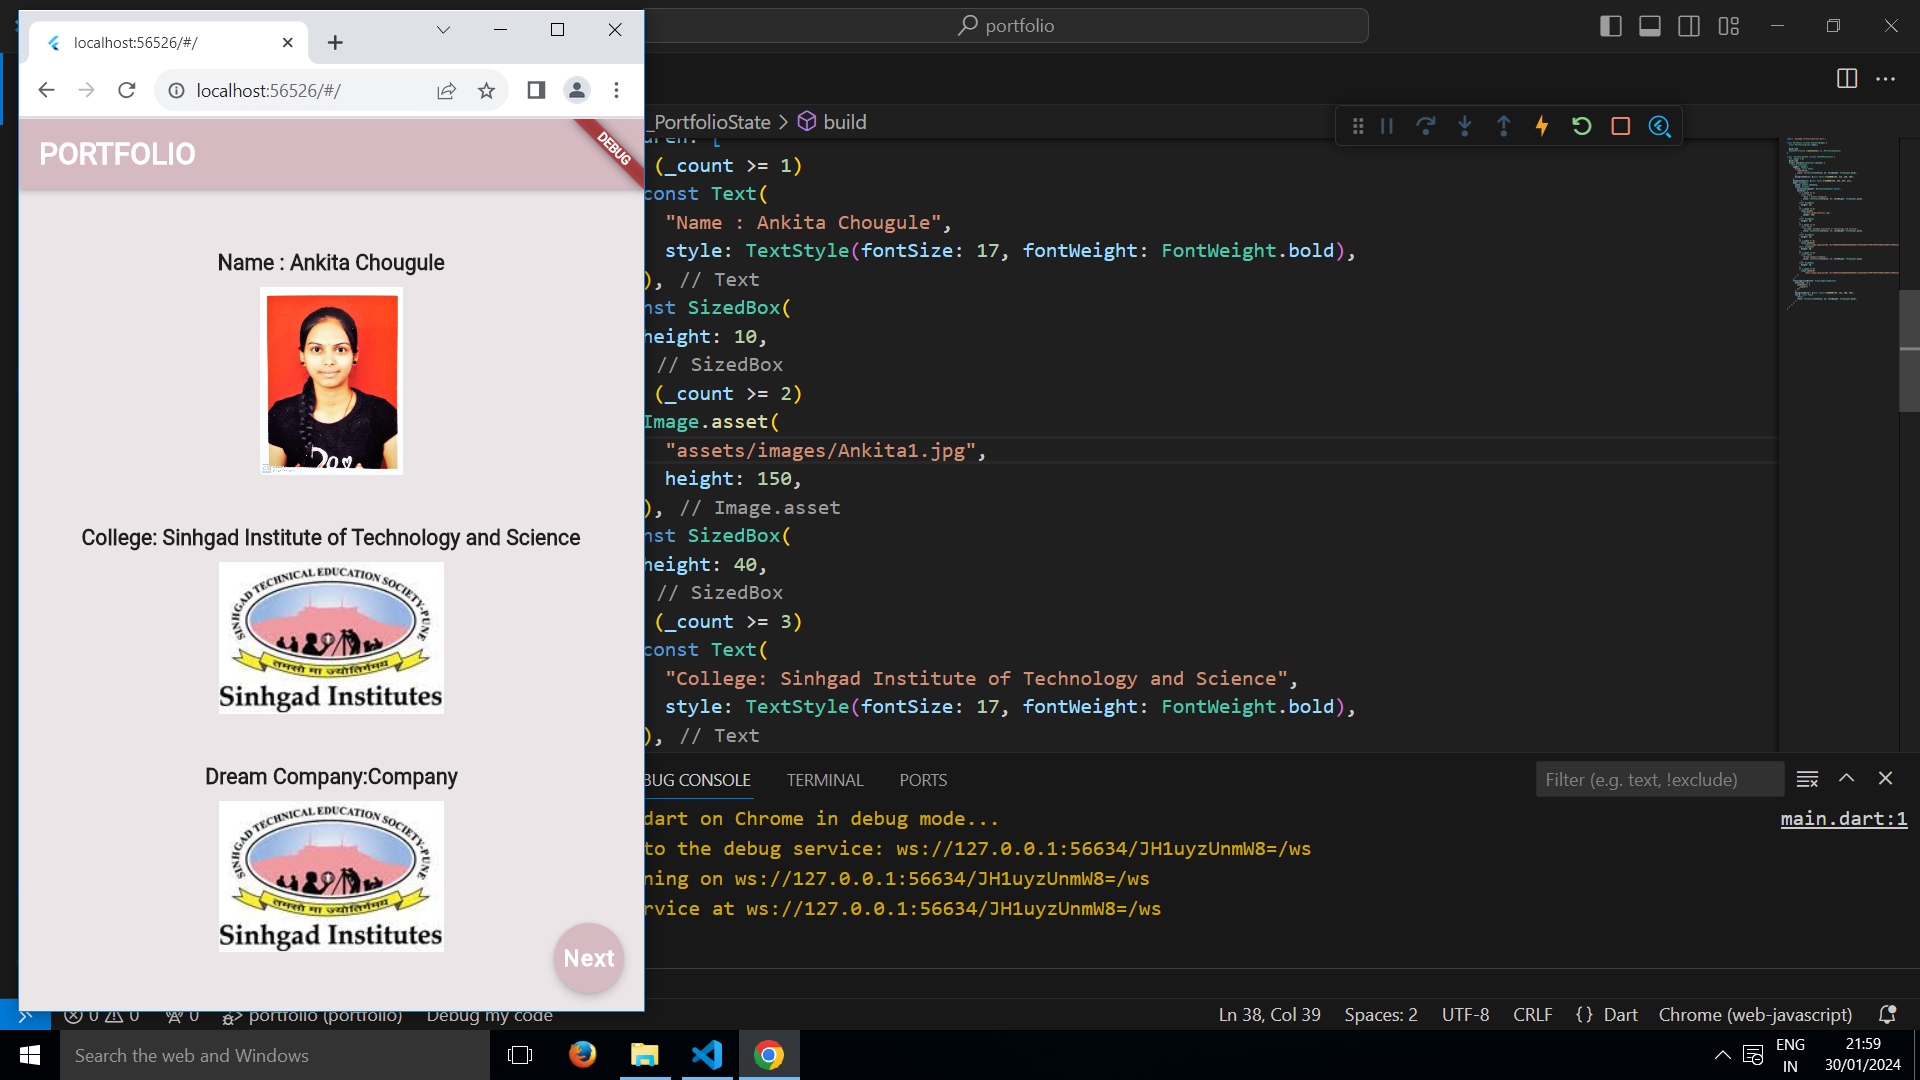 localhost:56526/#/
localhost:56526/#/
PORTFOLIO
DEBUG
Name : Ankita Chougule
College: Sinhgad Institute of Technology and Science
SINHGAD TECHNICAL EDUCATION SOCIETY-PUNE
तमसो मा ज्योतिर्गमय
Sinhgad Institutes
Dream Company:Company
SINHGAD TECHNICAL EDUCATION SOCIETY-PUNE
तमसो मा ज्योतिर्गमय
Sinhgad Institutes
Next
portfolio
_PortfolioState > build
dren: [
(_count >= 1)
const Text(
"Name : Ankita Chougule",
style: TextStyle(fontSize: 17, fontWeight: FontWeight.bold),
), // Text
nst SizedBox(
height: 10,
// SizedBox
(_count >= 2)
Image.asset(
"assets/images/Ankita1.jpg",
height: 150,
), // Image.asset
nst SizedBox(
height: 40,
// SizedBox
(_count >= 3)
const Text(
"College: Sinhgad Institute of Technology and Science",
style: TextStyle(fontSize: 17, fontWeight: FontWeight.bold),
), // Text
BUG CONSOLE TERMINAL PORTS Filter (e.g. text, !exclude)
dart on Chrome in debug mode... main.dart:1
to the debug service: ws://127.0.0.1:56634/JH1uyzUnmW8=/ws
ning on ws://127.0.0.1:56634/JH1uyzUnmW8=/ws
rvice at ws://127.0.0.1:56634/JH1uyzUnmW8=/ws
0 0 0 portfolio (portfolio) Debug my code Ln 38, Col 39 Spaces: 2 UTF-8 CRLF {} Dart Chrome (web-javascript)
Search the web and Windows
ENG
IN
21:59
30/01/2024